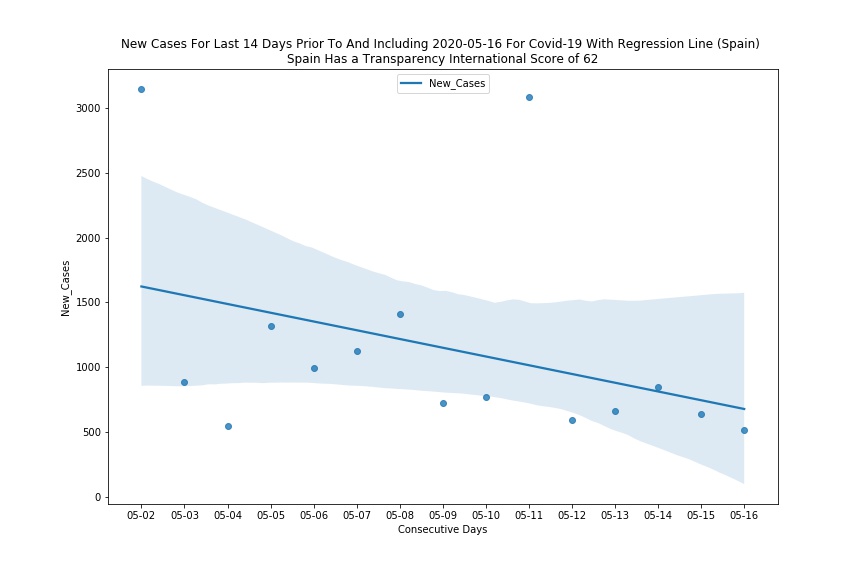 New Cases For Last 14 Days Prior To And Including 2020-05-16 For Covid-19 With Regression Line (Spain)
Spain Has a Transparency International Score of 62
New_Cases
3000
2500
2000
1500
1000
500
0
New_Cases
05-02 05-03 05-04 05-05 05-06 05-07 05-08 05-09 05-10 05-11 05-12 05-13 05-14 05-15 05-16
Consecutive Days